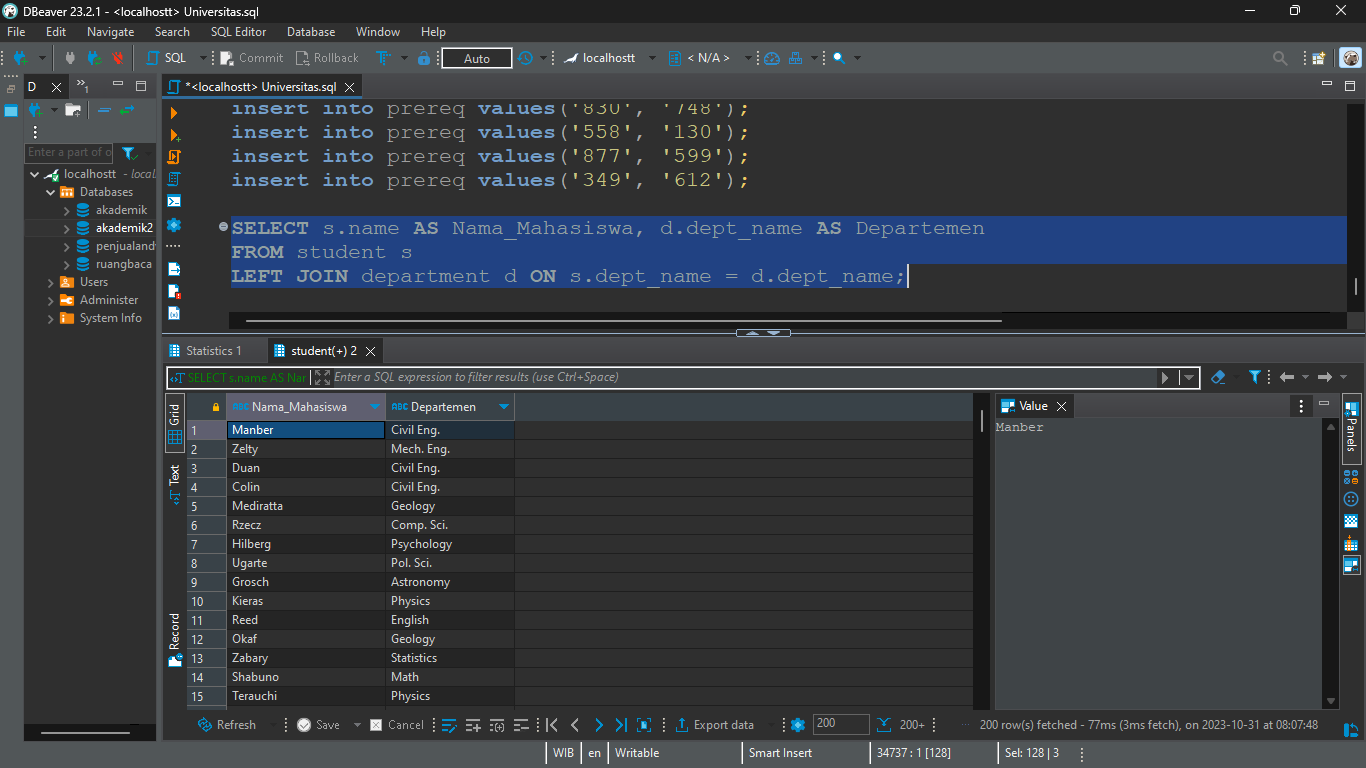 DBeaver 23.2.1 - <localhostt> Universitas.sql
File Edit Navigate Search SQL Editor Database Window Help
SQL Commit Rollback Auto localhostt < N/A >
D »1
*<localhostt> Universitas.sql
Enter a part of o
localhostt - local
Databases
akademik
akademik2
penjualand
ruangbaca
Users
Administer
System Info
insert into prereq values('830', '748');
insert into prereq values('558', '130');
insert into prereq values('877', '599');
insert into prereq values('349', '612');
SELECT s.name AS Nama_Mahasiswa, d.dept_name AS Departemen
FROM student s
LEFT JOIN department d ON s.dept_name = d.dept_name;
Statistics 1 student(+) 2
SELECT s.name AS Nar Enter a SQL expression to filter results (use Ctrl+Space)
Grid
Text
Record
ABC Nama_Mahasiswa ABC Departemen
1 Manber Civil Eng.
2 Zelty Mech. Eng.
3 Duan Civil Eng.
4 Colin Civil Eng.
5 Mediratta Geology
6 Rzecz Comp. Sci.
7 Hilberg Psychology
8 Ugarte Pol. Sci.
9 Grosch Astronomy
10 Kieras Physics
11 Reed English
12 Okaf Geology
13 Zabary Statistics
14 Shabuno Math
15 Terauchi Physics
Value
Manber
Panels
Refresh Save Cancel Export data 200 200+ 200 row(s) fetched - 77ms (3ms fetch), on 2023-10-31 at 08:07:48
WIB en Writable Smart Insert 34737 : 1 [128] Sel: 128 | 3